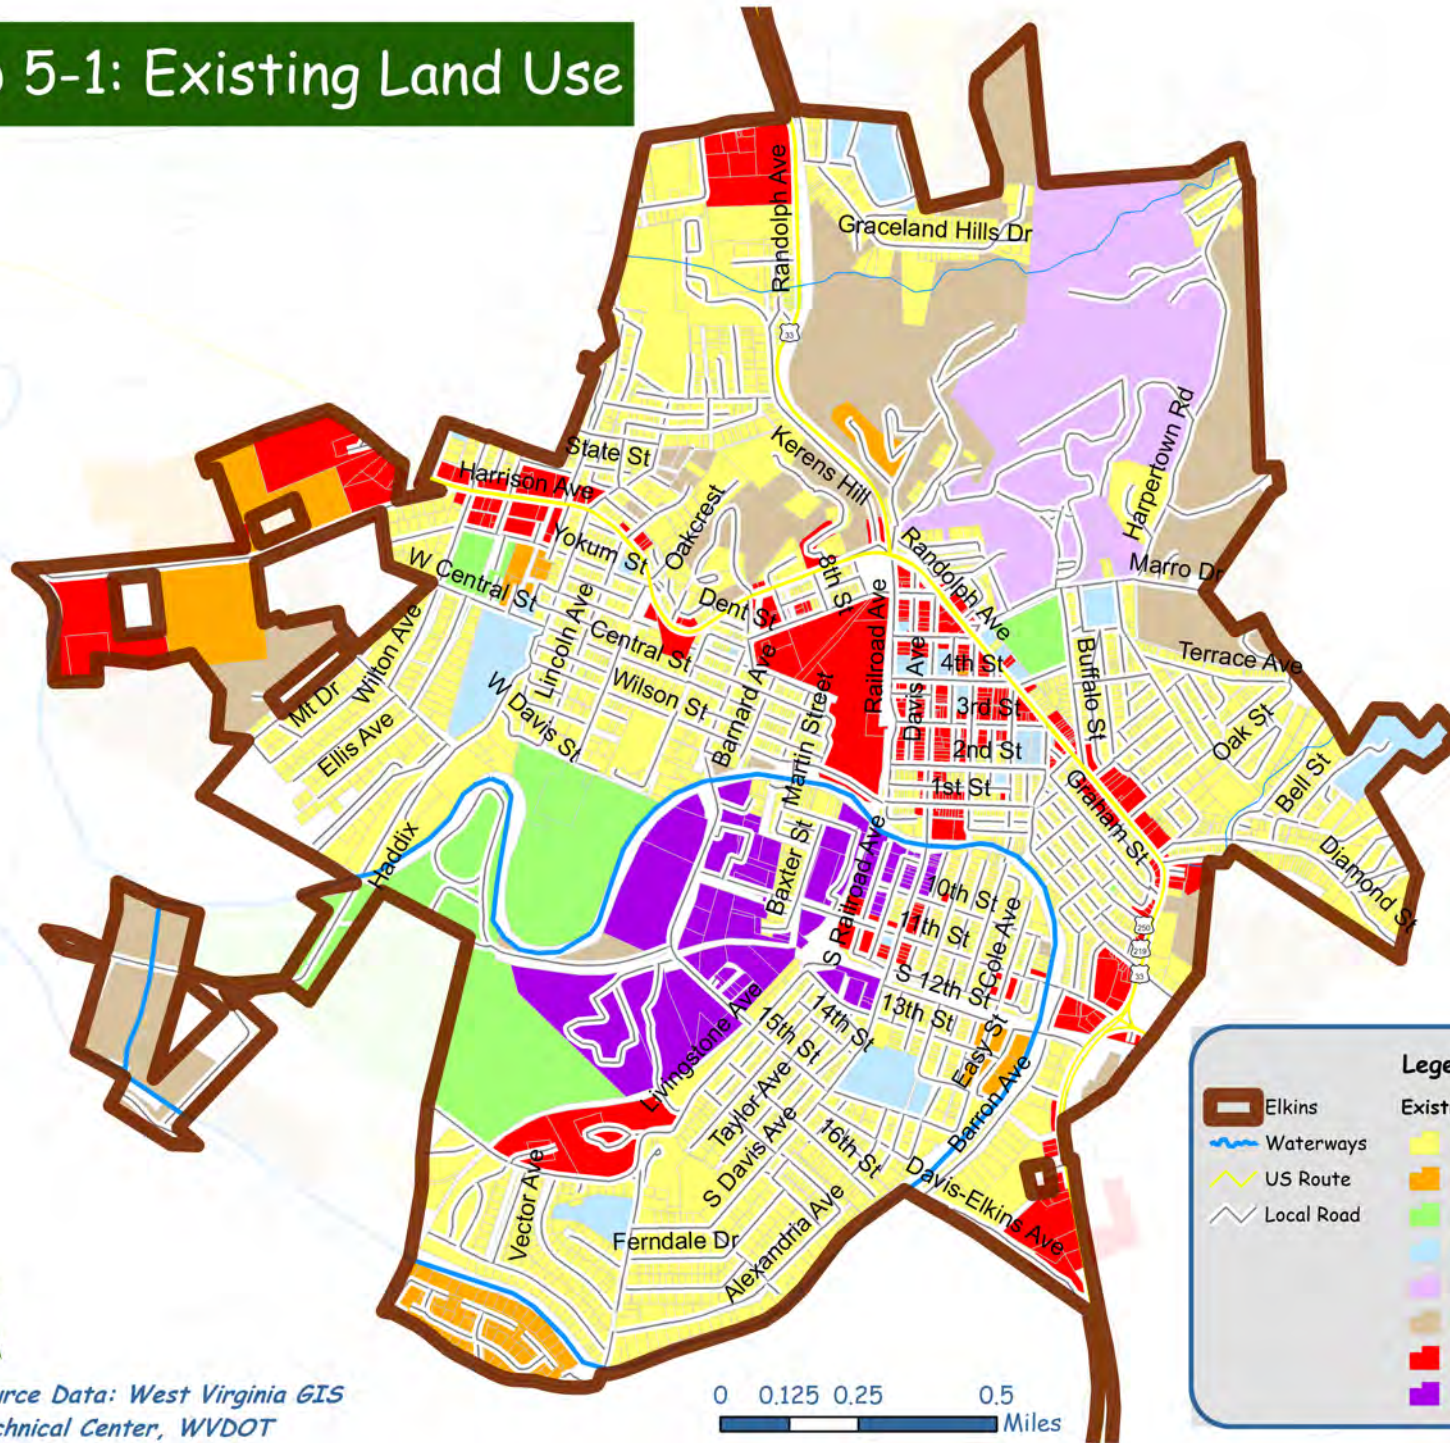 5-1: Existing Land Use
Randolph Ave
Graceland Hills Dr
33
Harpertown Rd
State St
Kerens Hill
Harrison Ave
Oakcrest
Yokum St
Randolph Ave
Marro Dr
W Central St
8th St
Dent St
Wilton Ave
Lincoln Ave
Central St
Railroad Ave
Davis Ave
4th St
Buffalo St
Terrace Ave
Mt Dr
Wilson St
Barnard Ave
Martin Street
3rd St
Oak St
Ellis Ave
W Davis St
2nd St
1st St
Bell St
Graham St
Haddix
Baxter St
S Railroad Ave
10th St
Diamond St
11th St
Cole Ave
250
219
33
S 12th St
13th St
14th St
15th St
Livingstone Ave
Easy St
Barron Ave
Taylor Ave
S Davis Ave
16th St
Davis-Elkins Ave
Vector Ave
Ferndale Dr
Alexandria Ave
Lege
Exist
Elkins
Waterways
US Route
Local Road
rce Data: West Virginia GIS
chnical Center, WVDOT
0 0.125 0.25 0.5
Miles